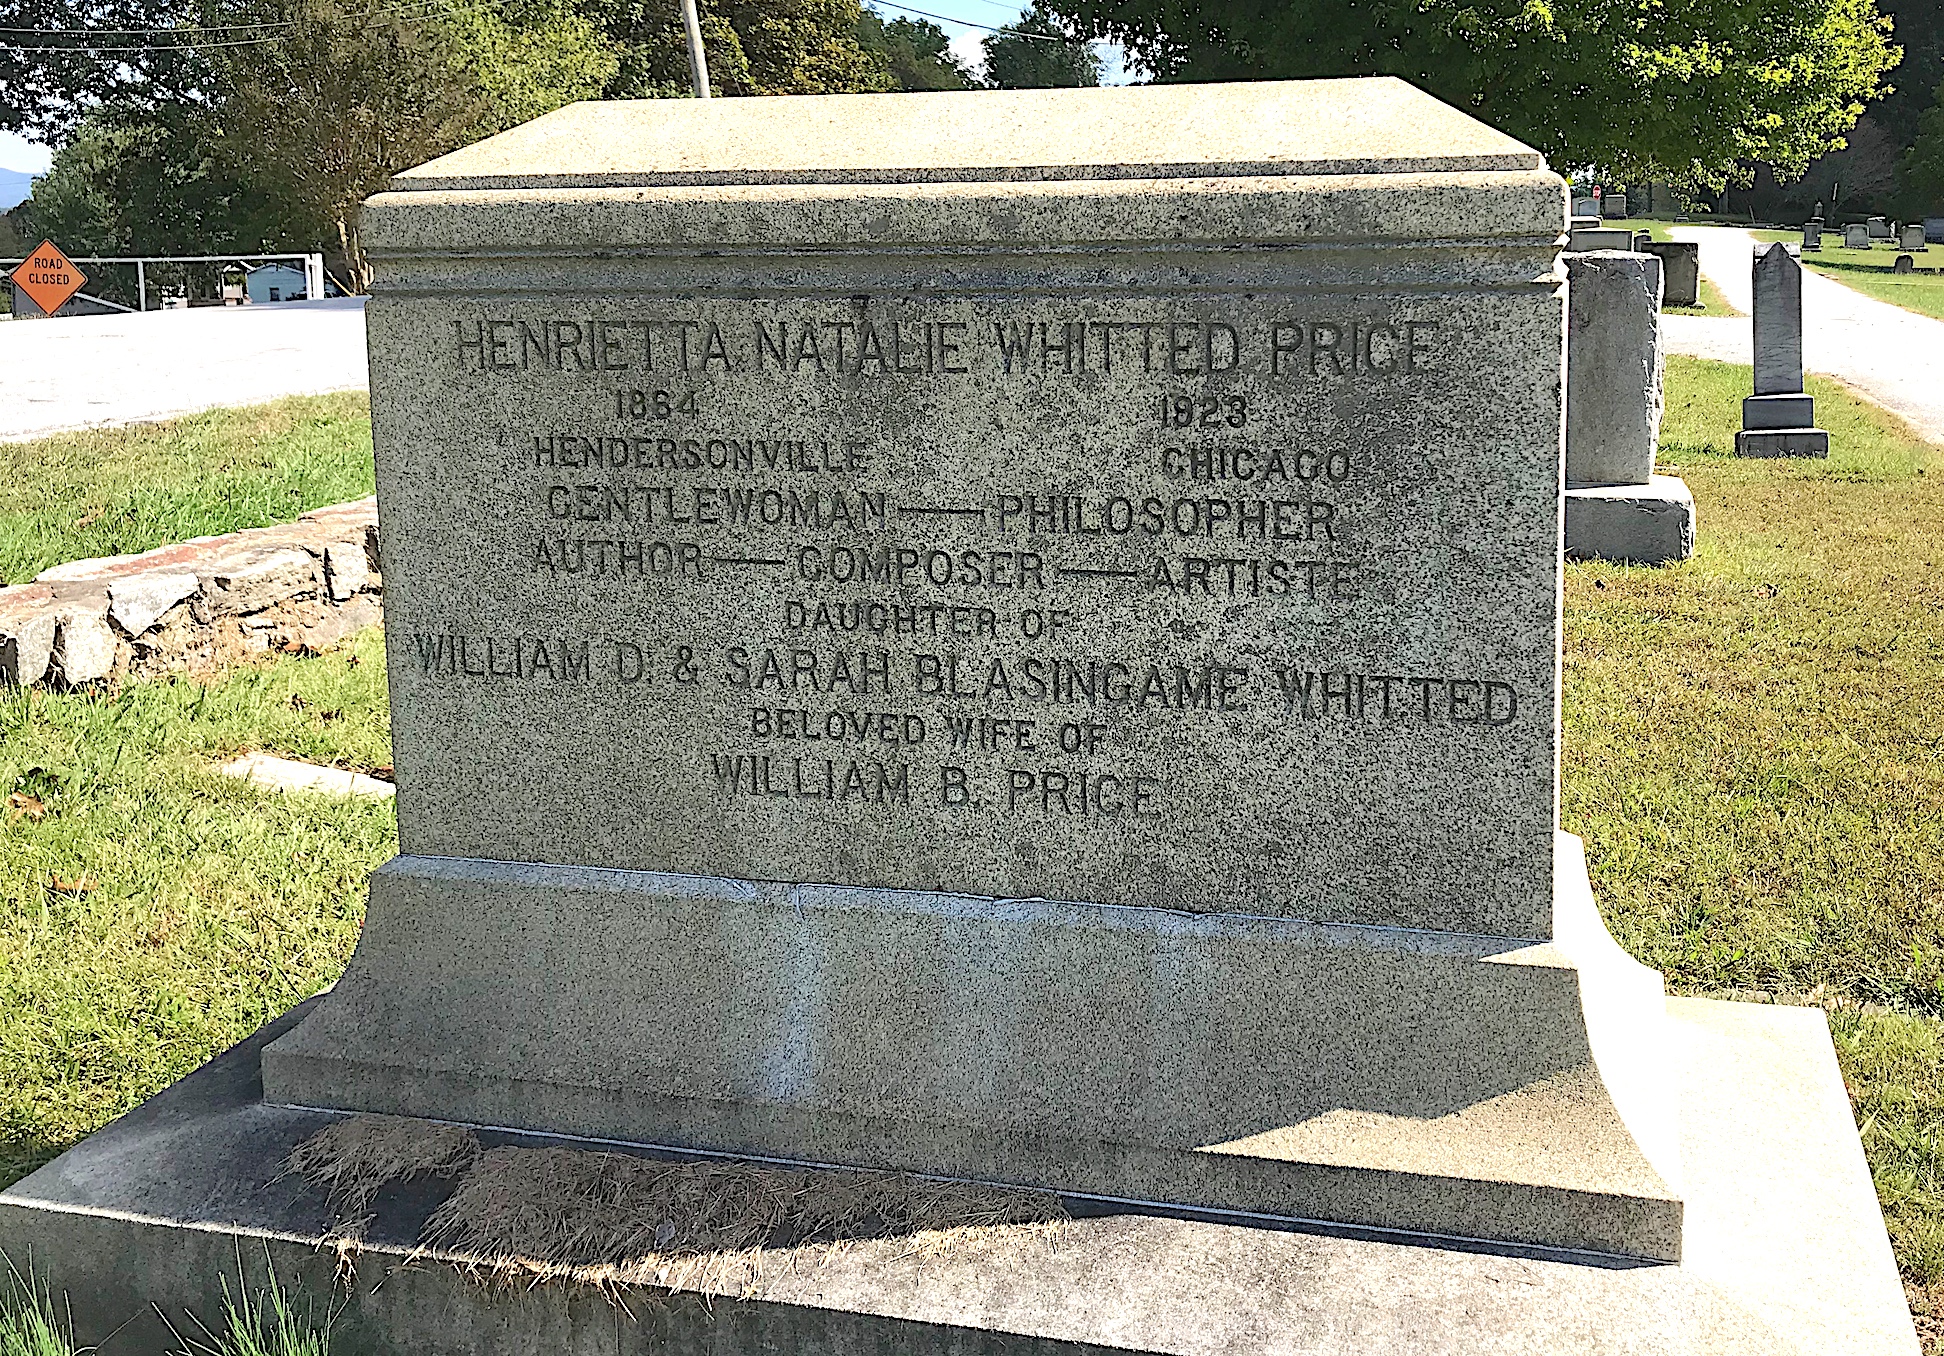 ROAD
CLOSED
HENRIETTA NATALIE WHITTED PRICE
1864 1923
HENDERSONVILLE CHICAGO
GENTLEWOMAN — PHILOSOPHER
AUTHOR — COMPOSER — ARTISTE
DAUGHTER OF
WILLIAM D. & SARAH BLASINGAME WHITTED
BELOVED WIFE OF
WILLIAM B. PRICE